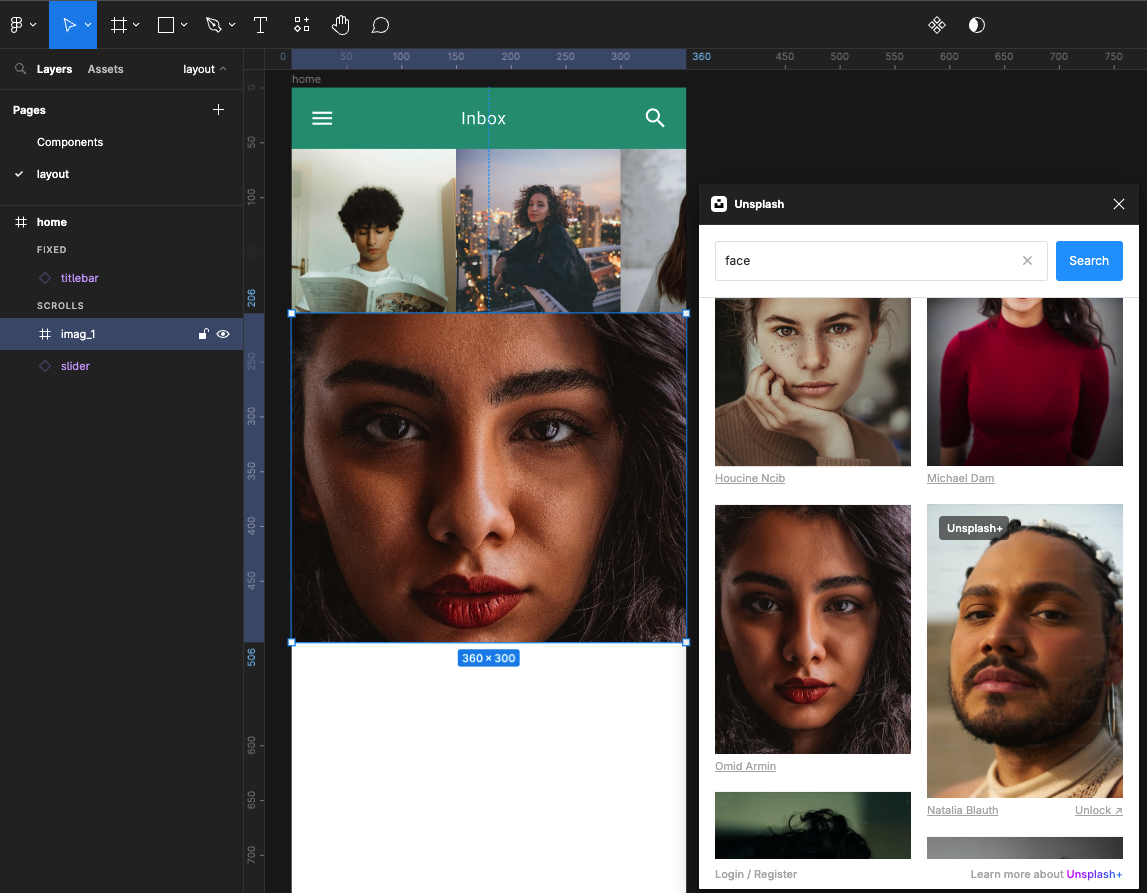 Layers Assets layout
0 50 100 150 200 250 300 360 450 500 550 600 650 700 750
Pages
Components
layout
home
FIXED
titlebar
SCROLLS
imag_1
slider
home
0
50
100
150
206
250
300
350
400
450
506
600
650
700
Inbox
360 × 300
Unsplash
face
Search
Houcine Ncib
Michael Dam
Unsplash+
Omid Armin
Natalia Blauth Unlock ↗
Login / Register Learn more about Unsplash+